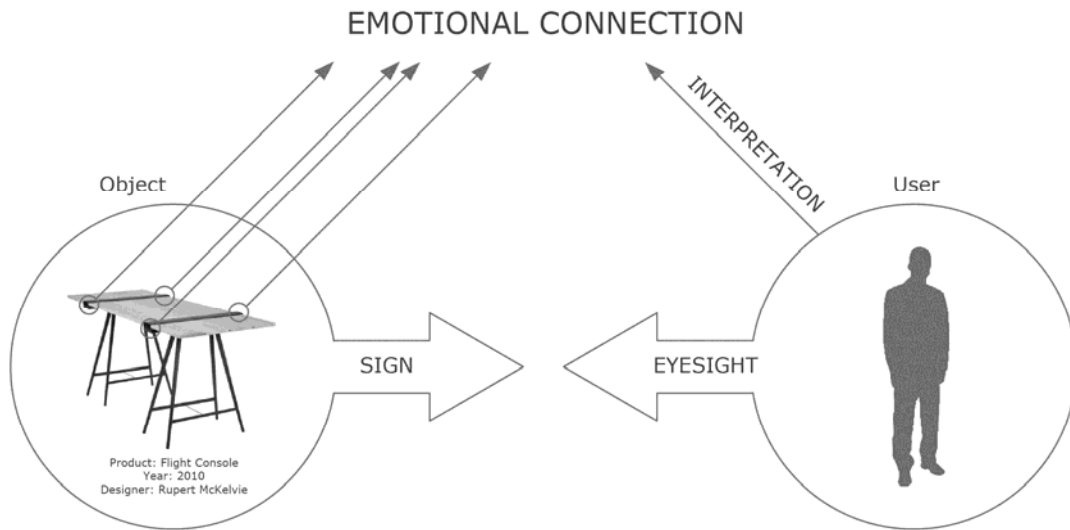 EMOTIONAL CONNECTION
INTERPRETATION
Object
User
SIGN
EYESIGHT
Product: Flight Console
Year: 2010
Designer: Rupert McKelvie